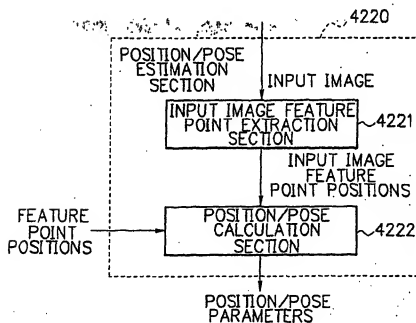 4220
POSITION/POSE
ESTIMATION
SECTION
INPUT IMAGE
INPUT IMAGE FEATURE
POINT EXTRACTION
SECTION
4221
INPUT IMAGE
FEATURE
POINT POSITIONS
FEATURE
POINT
POSITIONS
POSITION/POSE
CALCULATION
SECTION
4222
POSITION/POSE
PARAMETERS